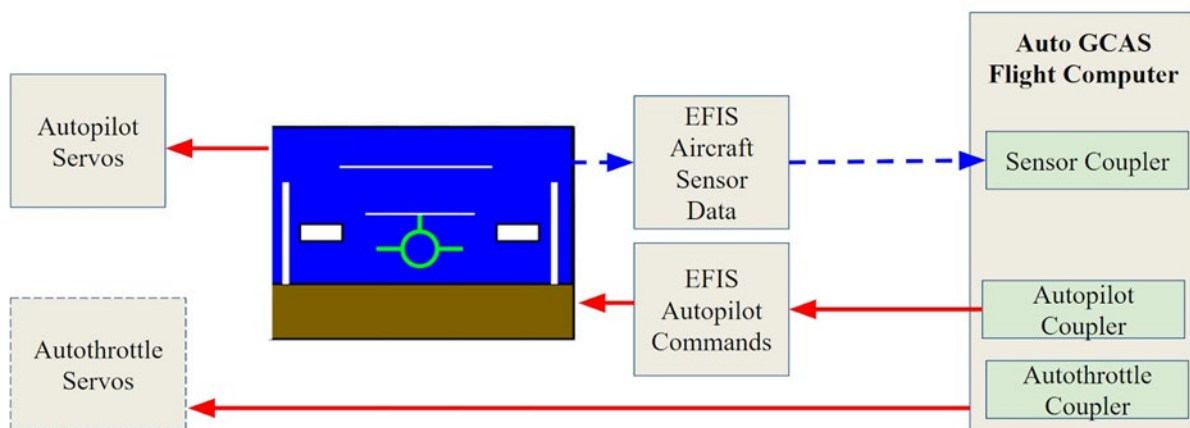 Auto GCAS
Flight Computer
Autopilot
Servos
EFIS
Aircraft
Sensor
Data
Sensor Coupler
EFIS
Autopilot
Commands
Autopilot
Coupler
Autothrottle
Servos
Autothrottle
Coupler